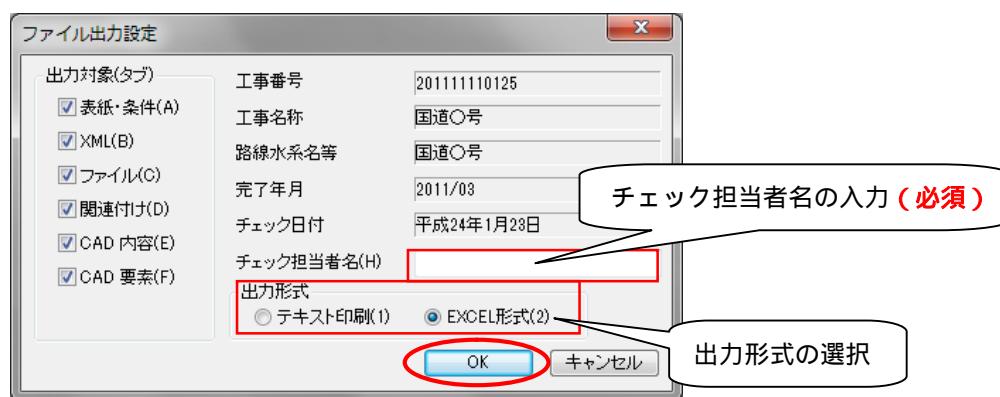 ファイル出力設定
出力対象(タブ)
表紙・条件(A)
XML(B)
ファイル(C)
関連付け(D)
CAD 内容(E)
CAD 要素(F)
工事番号 201111110125
工事名称 国道〇号
路線水系名等 国道〇号
完了年月 2011/03
チェック日付 平成24年1月23日
チェック担当者名(H)
出力形式
テキスト印刷(1) EXCEL形式(2)
OK キャンセル
チェック担当者名の入力(必須)
出力形式の選択